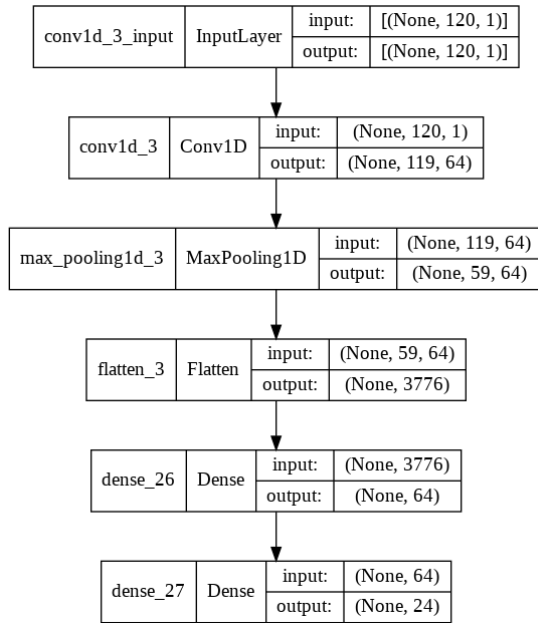 conv1d_3_input InputLayer input: [(None, 120, 1)]
output: [(None, 120, 1)]
conv1d_3 Conv1D input: (None, 120, 1)
output: (None, 119, 64)
max_pooling1d_3 MaxPooling1D input: (None, 119, 64)
output: (None, 59, 64)
flatten_3 Flatten input: (None, 59, 64)
output: (None, 3776)
dense_26 Dense input: (None, 3776)
output: (None, 64)
dense_27 Dense input: (None, 64)
output: (None, 24)